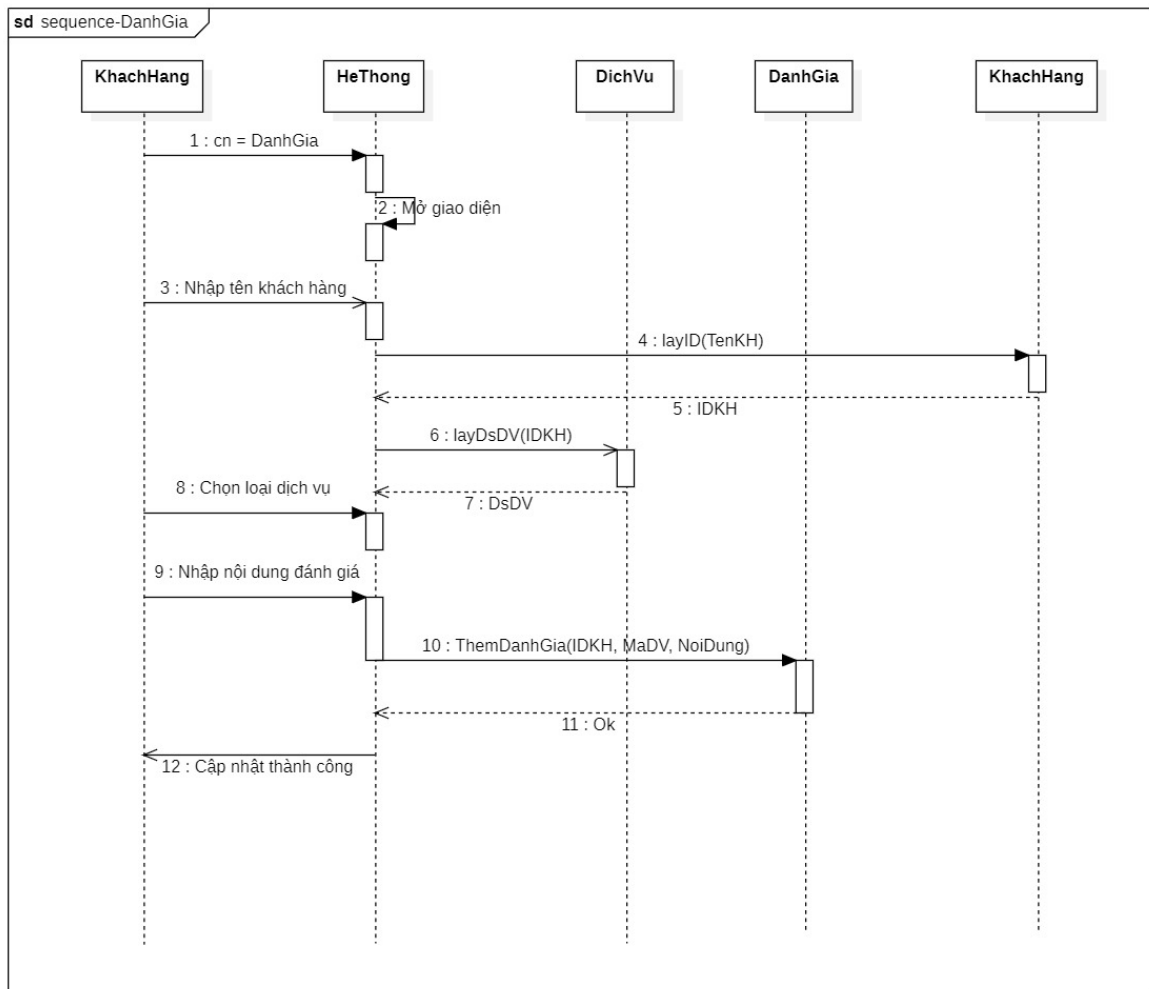 sd sequence-DanhGia
KhachHang
HeThong
DichVu
DanhGia
KhachHang
1 : cn = DanhGia
2 : Mở giao diện
3 : Nhập tên khách hàng
4 : layID(TenKH)
5 : IDKH
6 : layDsDV(IDKH)
8 : Chọn loại dịch vụ
7 : DsDV
9 : Nhập nội dung đánh giá
10 : ThemDanhGia(IDKH, MaDV, NoiDung)
11 : Ok
12 : Cập nhật thành công